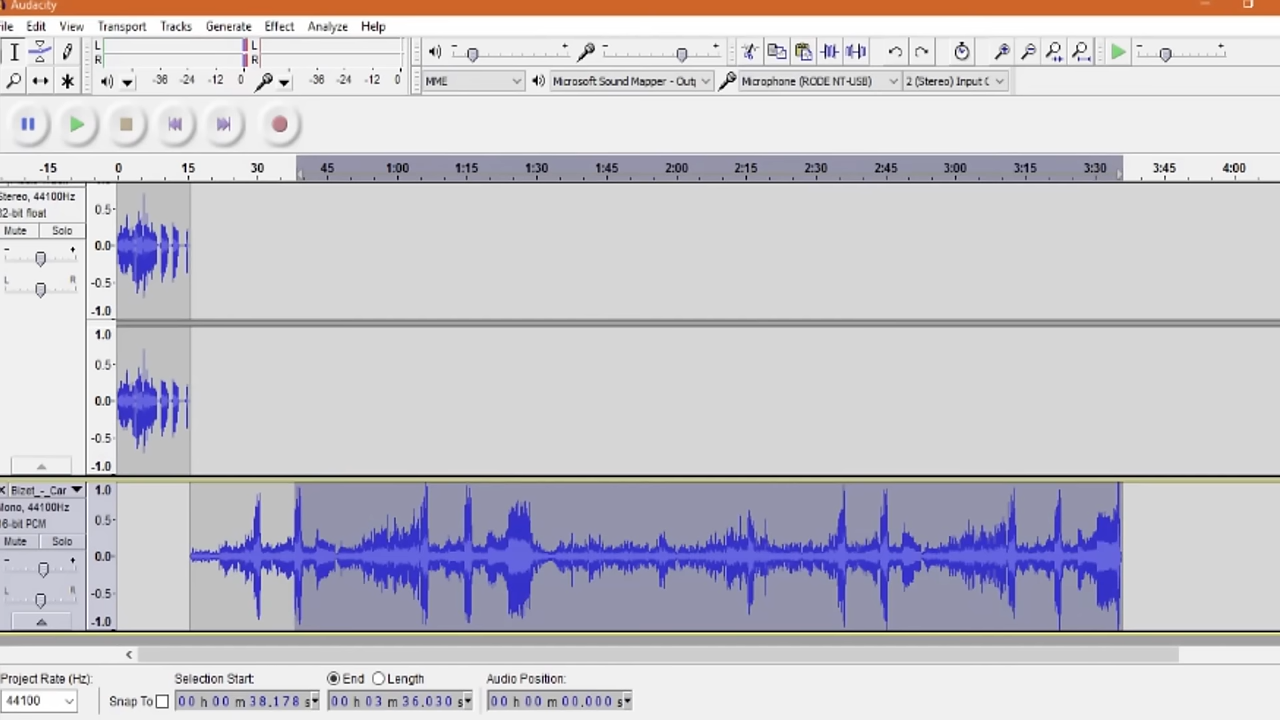 Audacity
File Edit View Transport Tracks Generate Effect Analyze Help
L L
R R
-36 -24 -12 0 -36 -24 -12 0
MME Microsoft Sound Mapper - Outp Microphone (RODE NT-USB) 2 (Stereo) Input C
-15 0 15 30 45 1:00 1:15 1:30 1:45 2:00 2:15 2:30 2:45 3:00 3:15 3:30 3:45 4:00
Stereo, 44100Hz
32-bit float
Mute Solo
- +
L R
0.5
0.0
-0.5
-1.0
1.0
0.5
0.0
-0.5
-1.0
X Bizet_-_Car
Mono, 44100Hz
16-bit PCM
Mute Solo
- +
L R
1.0
0.5
0.0
-0.5
-1.0
Project Rate (Hz): Selection Start: End Length Audio Position:
44100 Snap To 00 h 00 m 38.178 s 00 h 03 m 36.030 s 00 h 00 m 00.000 s